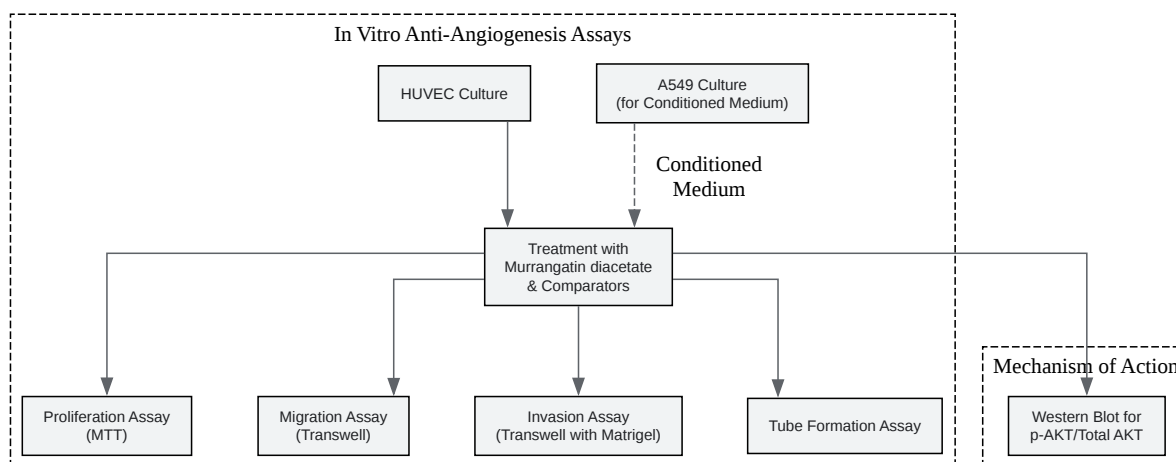 In Vitro Anti-Angiogenesis Assays
HUVEC Culture
A549 Culture
(for Conditioned Medium)
Conditioned
Medium
Treatment with
Murrangatin diacetate
& Comparators
Mechanism of Action
Proliferation Assay
(MTT)
Migration Assay
(Transwell)
Invasion Assay
(Transwell with Matrigel)
Tube Formation Assay
Western Blot for
p-AKT/Total AKT